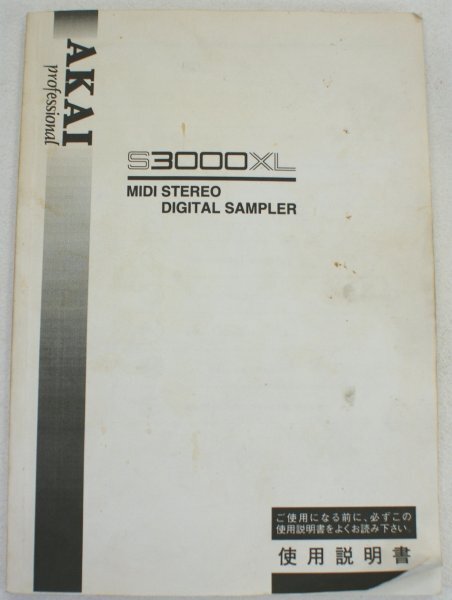 AKAI
professional
S3000XL
MIDI STEREO
DIGITAL SAMPLER
ご使用になる前に、必ずこの
使用説明書をよくお読み下さい。
使用説明書